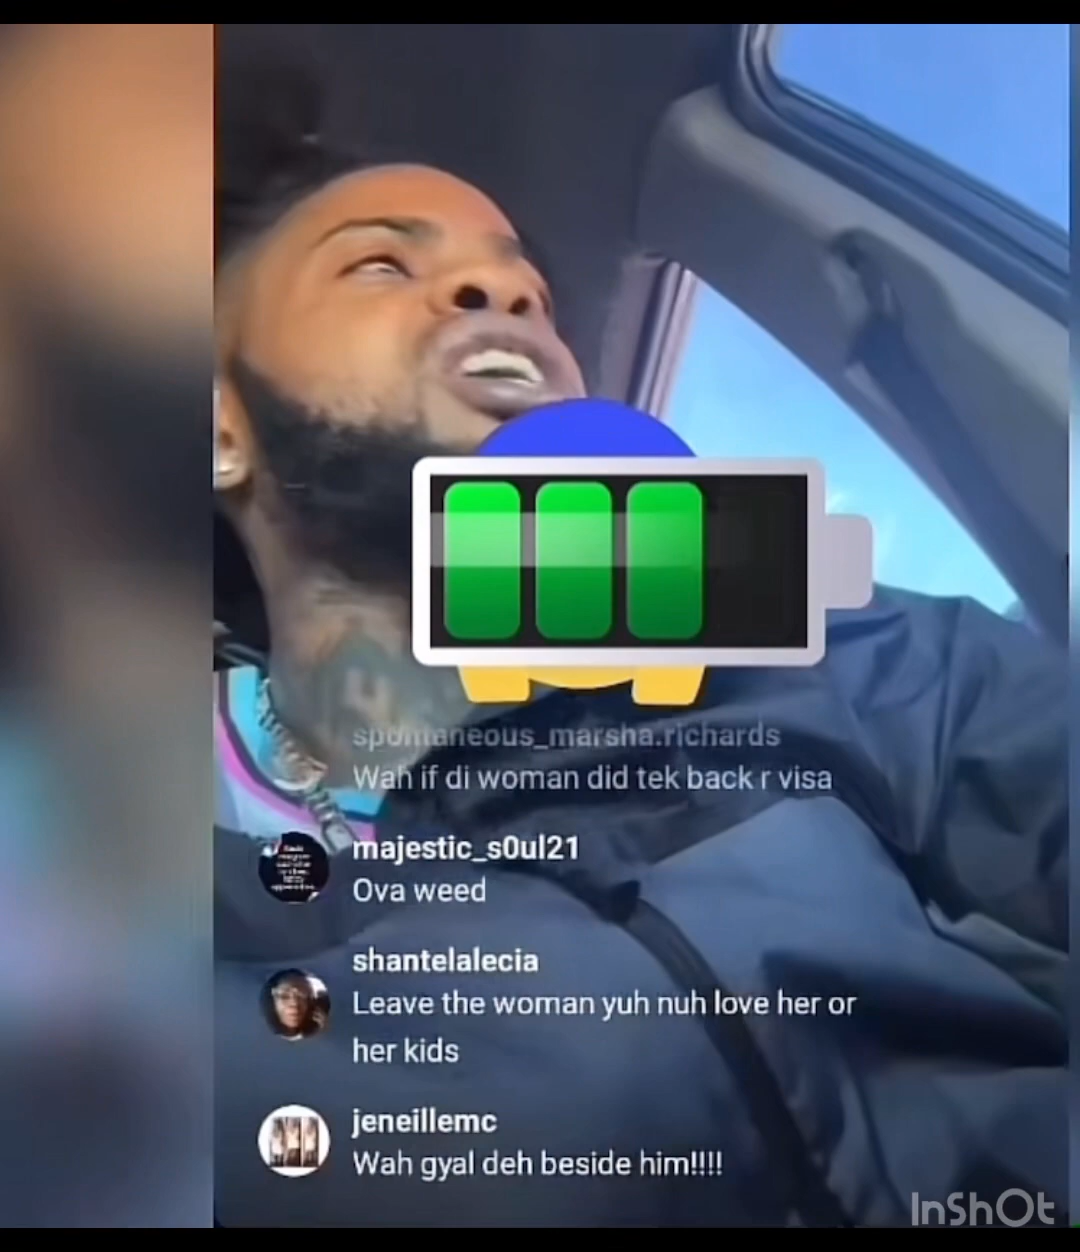 spontaneous_marsha.richards
Wah if di woman did tek back r visa
majestic_s0ul21
Ova weed
shantelalecia
Leave the woman yuh nuh love her or
her kids
jeneillemc
Wah gyal deh beside him!!!!
InShOt